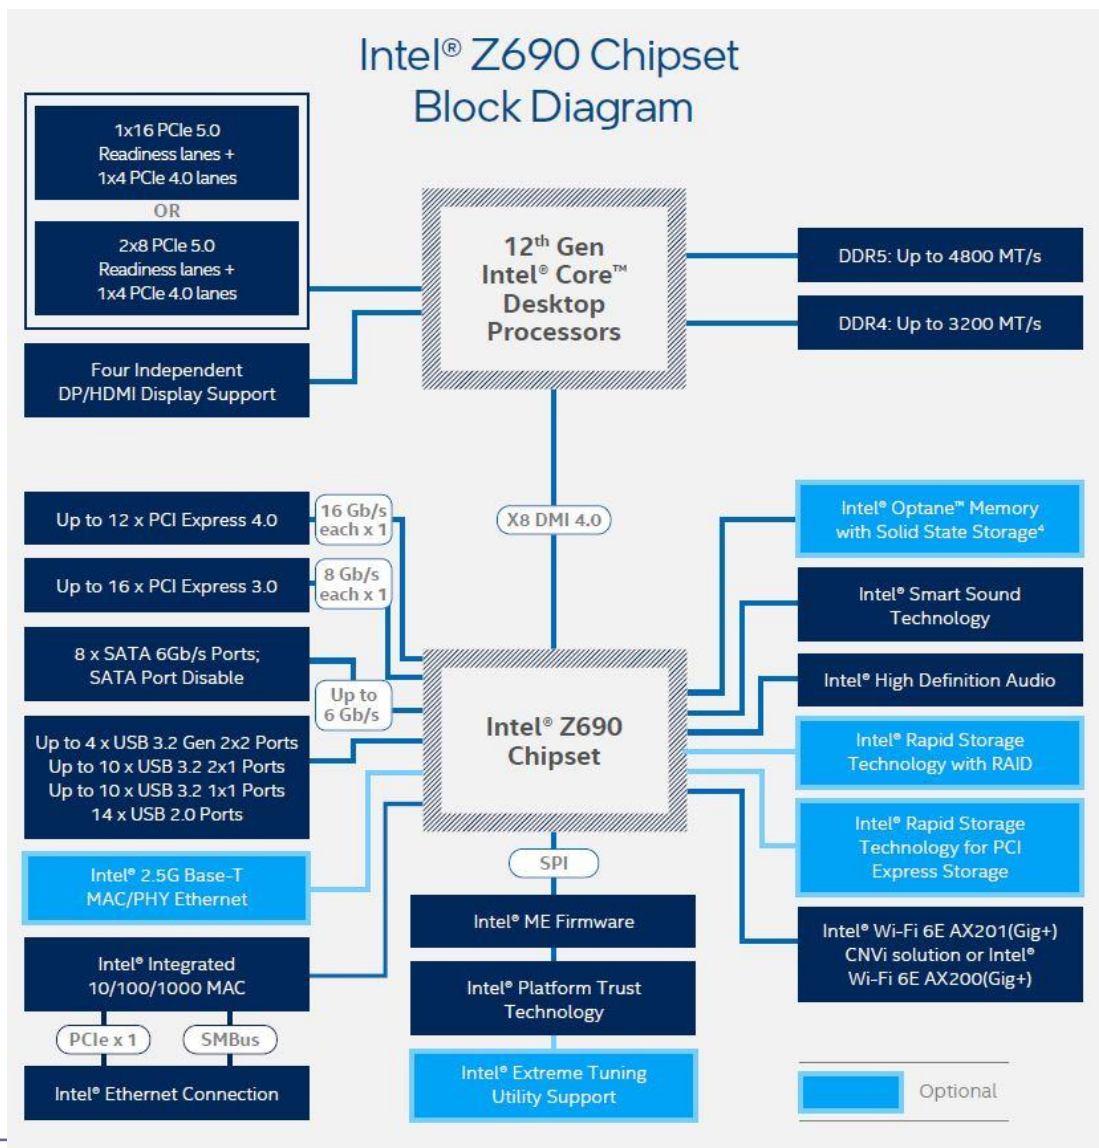 Intel® Z690 Chipset
Block Diagram
1x16 PCIe 5.0
Readiness lanes +
1x4 PCIe 4.0 lanes
OR
2x8 PCIe 5.0
Readiness lanes +
1x4 PCIe 4.0 lanes
Four Independent
DP/HDMI Display Support
12th Gen
Intel® Core™
Desktop
Processors
DDR5: Up to 4800 MT/s
DDR4: Up to 3200 MT/s
X8 DMI 4.0
Up to 12 x PCI Express 4.0
16 Gb/s
each x 1
Up to 16 x PCI Express 3.0
8 Gb/s
each x 1
8 x SATA 6Gb/s Ports;
SATA Port Disable
Up to
6 Gb/s
Up to 4 x USB 3.2 Gen 2x2 Ports
Up to 10 x USB 3.2 2x1 Ports
Up to 10 x USB 3.2 1x1 Ports
14 x USB 2.0 Ports
Intel® 2.5G Base-T
MAC/PHY Ethernet
Intel® Integrated
10/100/1000 MAC
PCIe x 1
SMBus
Intel® Ethernet Connection
Intel® Z690
Chipset
SPI
Intel® ME Firmware
Intel® Platform Trust
Technology
Intel® Extreme Tuning
Utility Support
Intel® Optane™ Memory
with Solid State Storage⁴
Intel® Smart Sound
Technology
Intel® High Definition Audio
Intel® Rapid Storage
Technology with RAID
Intel® Rapid Storage
Technology for PCI
Express Storage
Intel® Wi-Fi 6E AX201(Gig+)
CNVi solution or Intel®
Wi-Fi 6E AX200(Gig+)
Optional